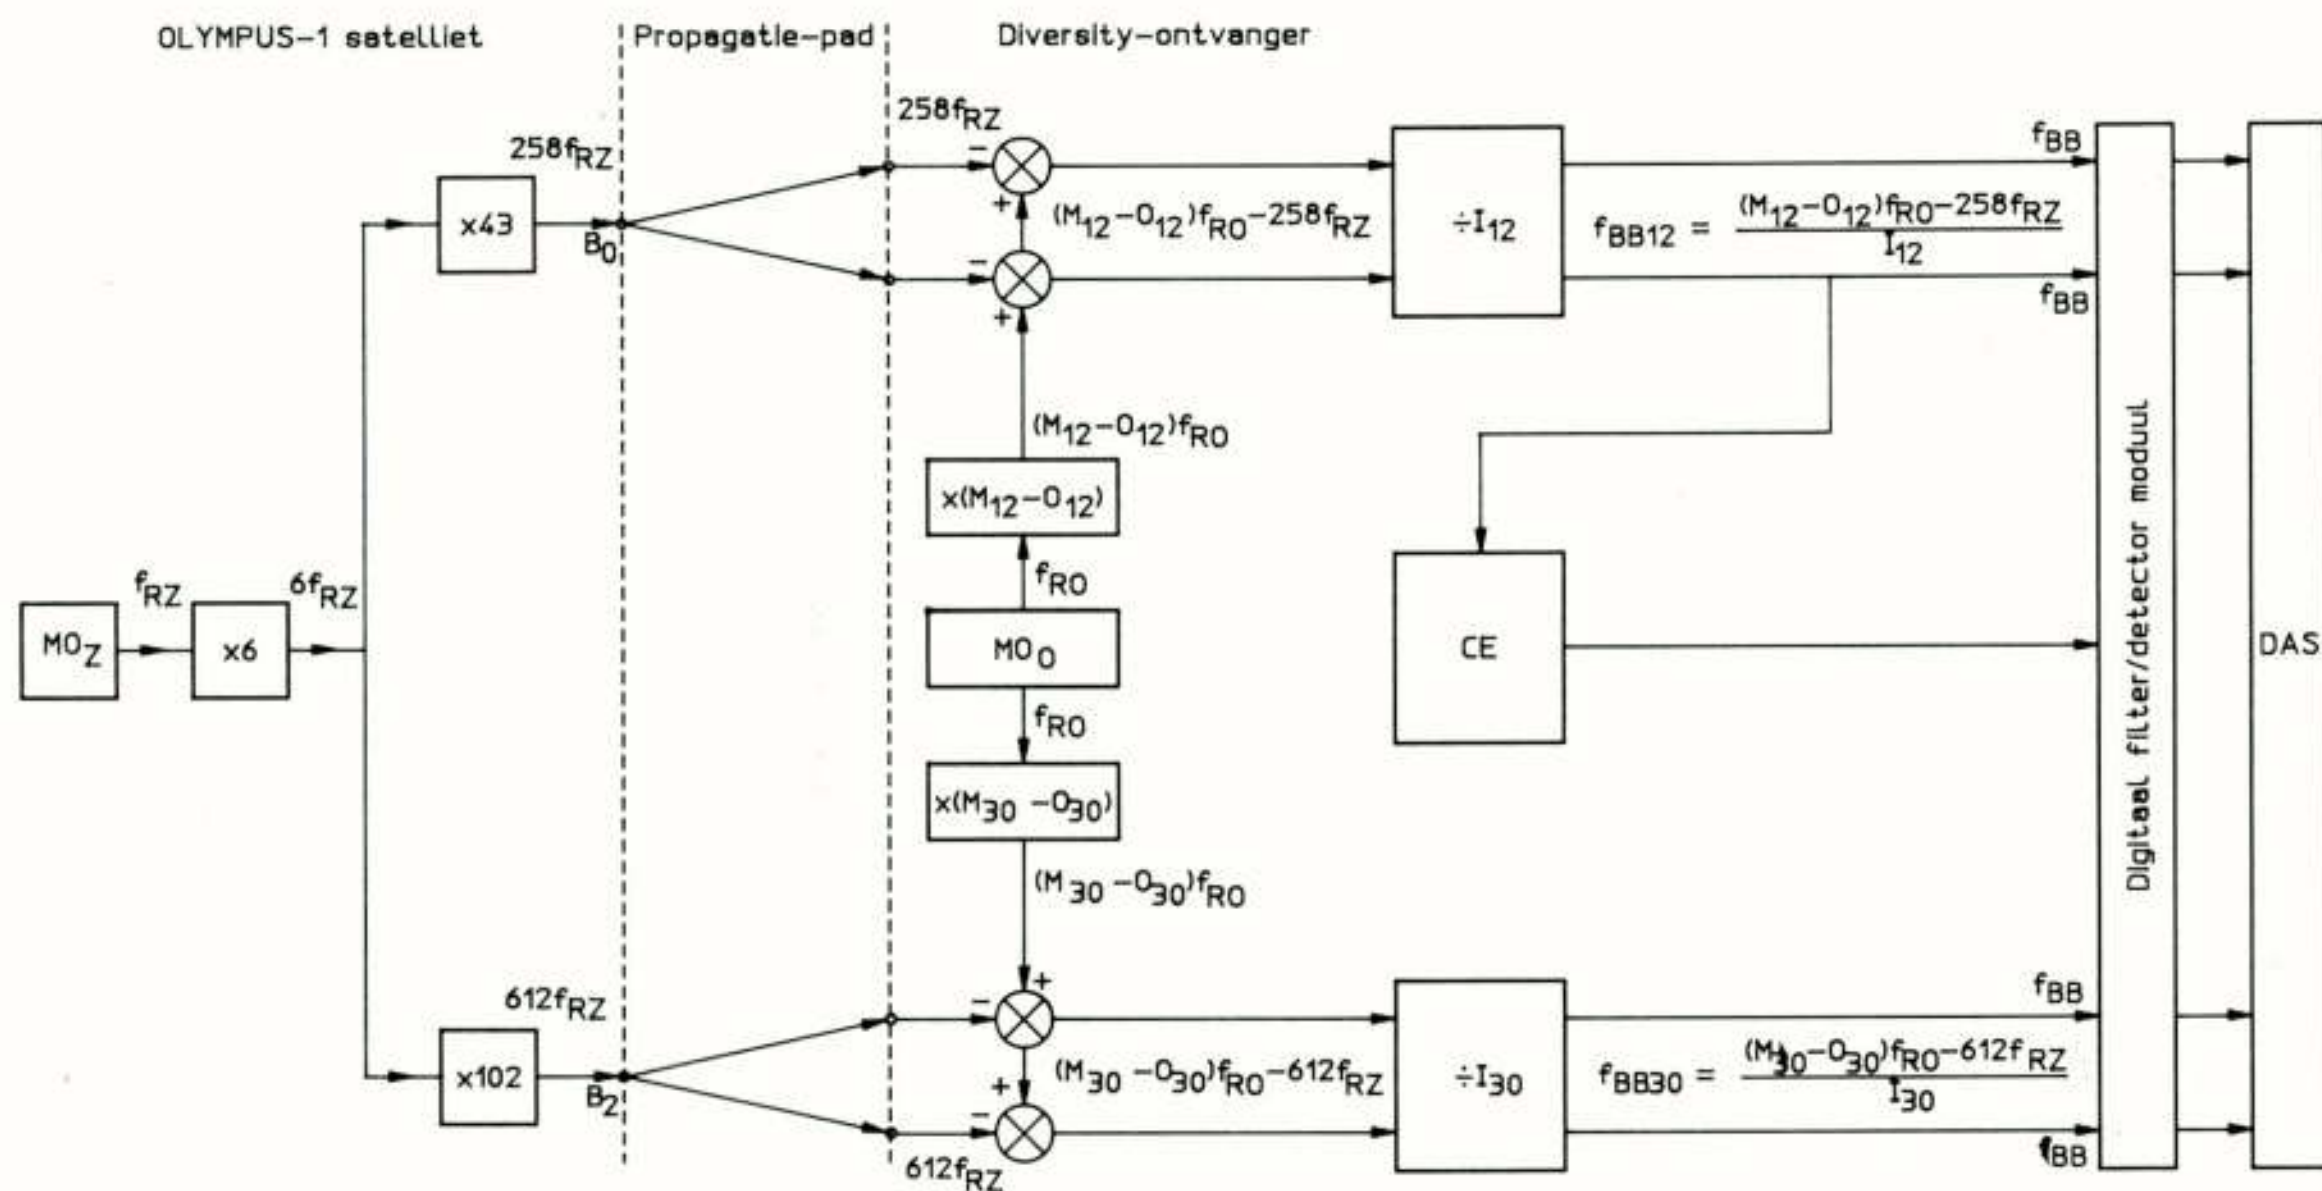 OLYMPUS-1 satelliet
Propagatie-pad
Diversity-ontvanger
258fRZ
258fRZ
x43
B0
−
+
−
+
(M12-O12)fRO-258fRZ
÷I12
fBB
fBB12 = (M12-O12)fRO-258fRZ
I12
fBB
(M12-O12)fRO
x(M12-O12)
fRO
MOZ
fRZ
x6
6fRZ
MOO
CE
Digitaal filter/detector moduul
DAS
fRO
x(M30 -O30)
(M30 -O30)fRO
612fRZ
x102
B2
−
+
−
+
612fRZ
(M30 -O30)fRO-612fRZ
÷I30
fBB
fBB30 = (M30-O30)fRO-612fRZ
I30
fBB